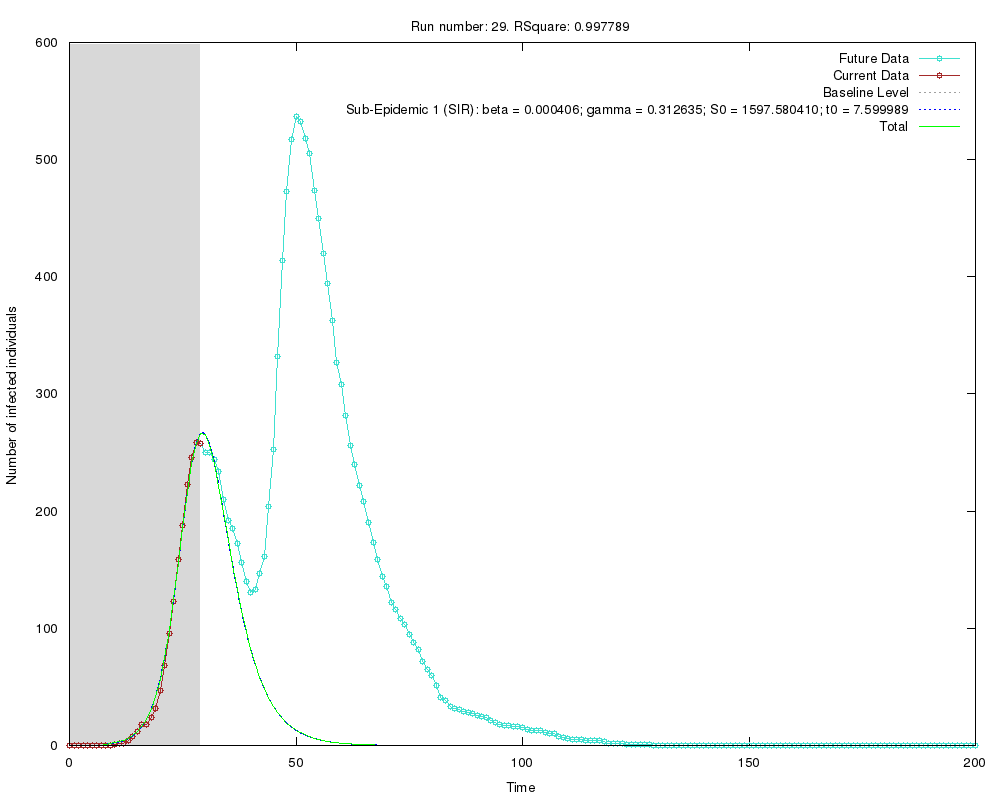 Run number: 29. RSquare: 0.997789
600
500
400
300
200
100
0
0 50 100 150 200
Number of infected individuals
Time
Future Data
Current Data
Baseline Level
Sub-Epidemic 1 (SIR): beta = 0.000406; gamma = 0.312635; S0 = 1597.580410; t0 = 7.599989
Total